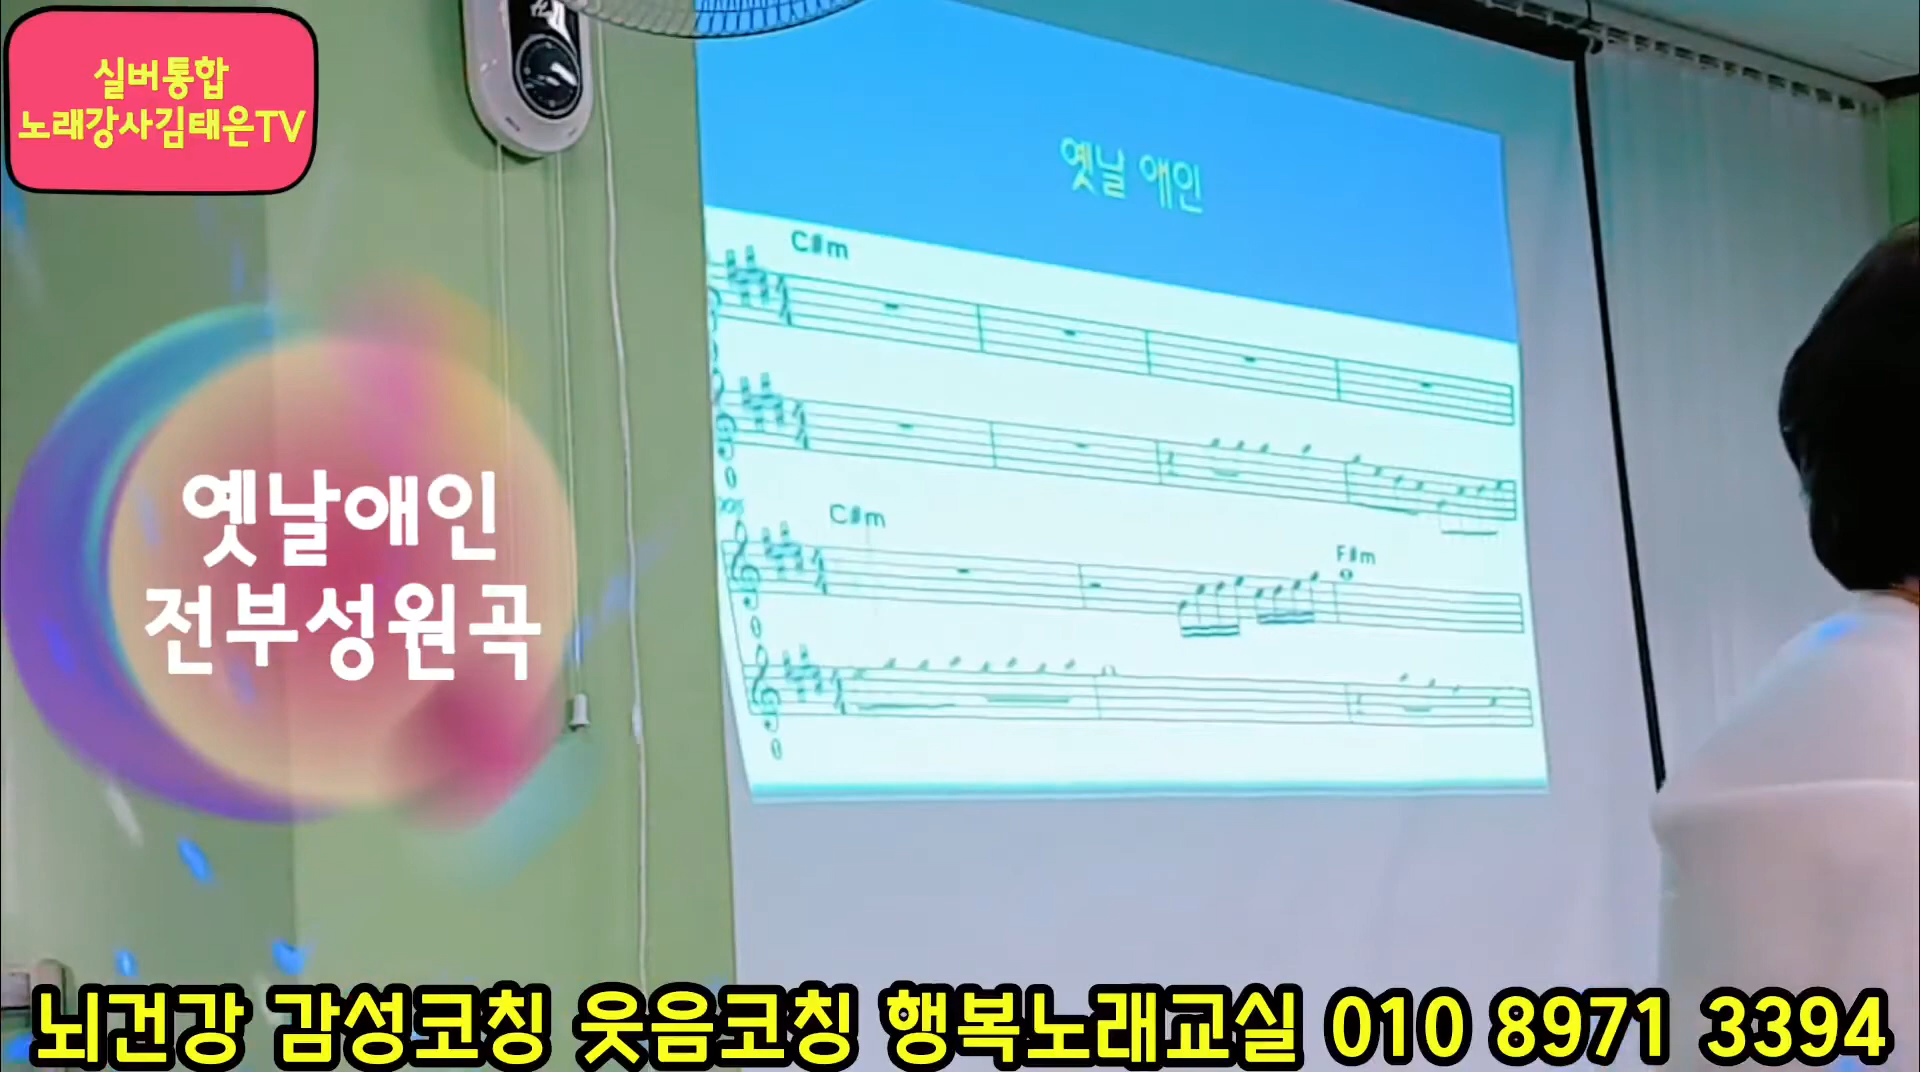 실버통합
노래강사김태은TV
옛날 애인
C#m
C#m
F#m
옛날애인
전부성원곡
뇌건강 감성코칭 웃음코칭 행복노래교실 010 8971 3394